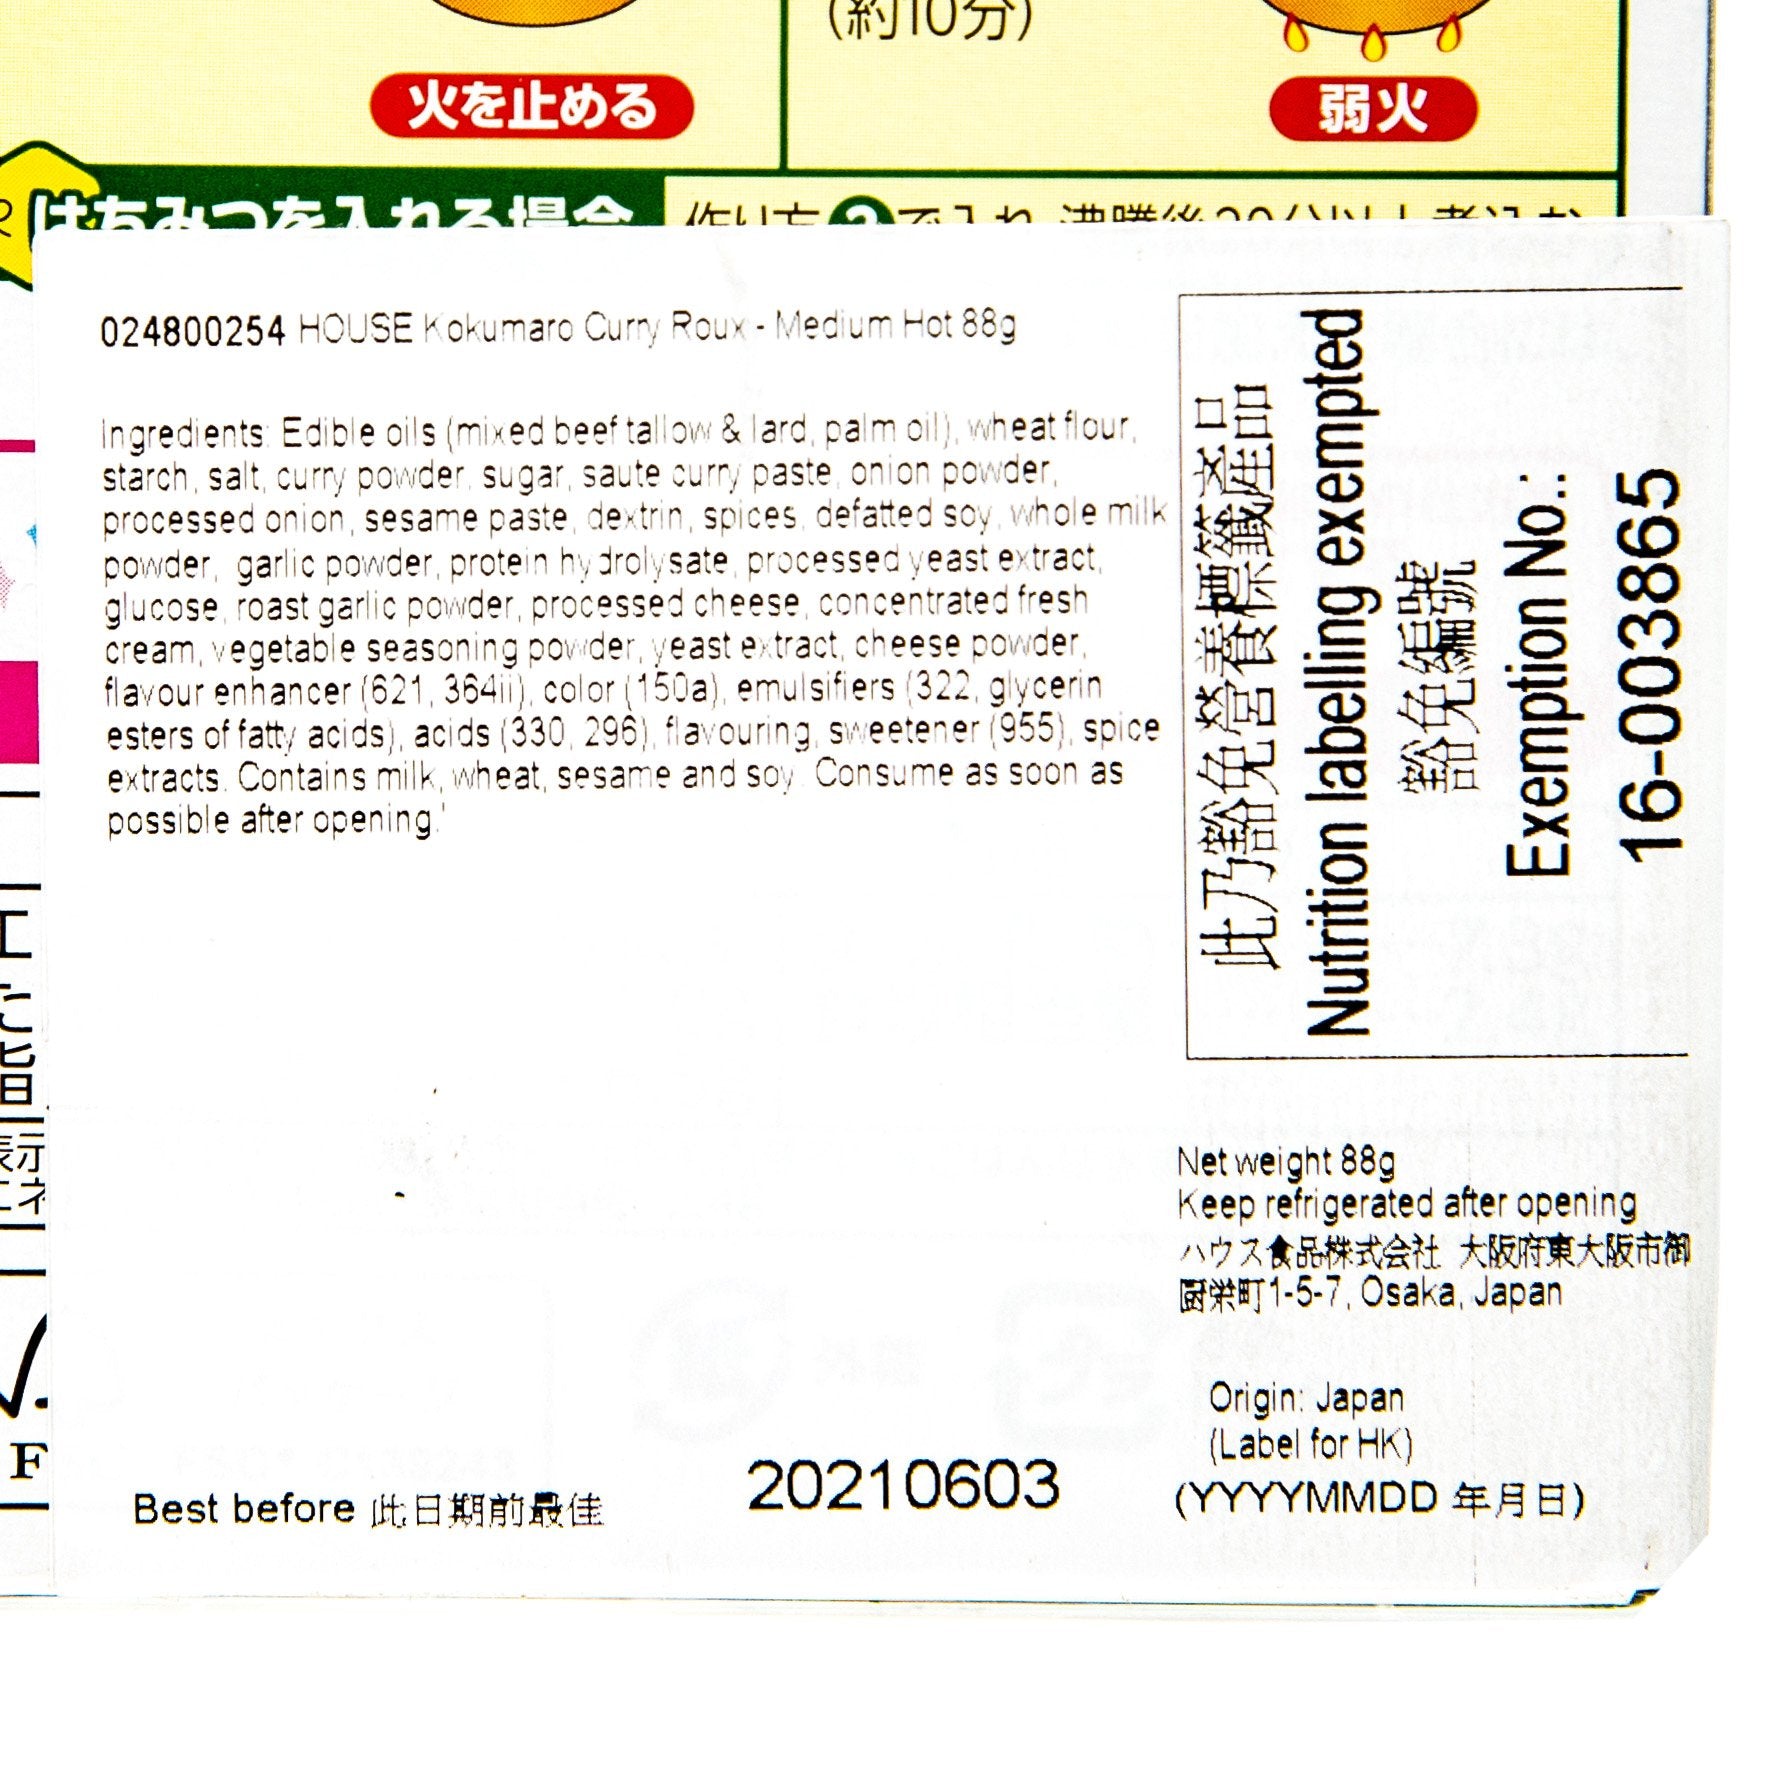 (約10分)
火を止める
弱火
はちみつを入れる場合
024800254 HOUSE Kokumaro Curry Roux - Medium Hot 88g
Ingredients: Edible oils (mixed beef tallow & lard, palm oil), wheat flour,
starch, salt, curry powder, sugar, saute curry paste, onion powder,
processed onion, sesame paste, dextrin, spices, defatted soy, whole milk
powder, garlic powder, protein hydrolysate, processed yeast extract,
glucose, roast garlic powder, processed cheese, concentrated fresh
cream, vegetable seasoning powder, yeast extract, cheese powder,
flavour enhancer (621, 364ii), color (150a), emulsifiers (322, glycerin
esters of fatty acids), acids (330, 296), flavouring, sweetener (955), spice
extracts. Contains milk, wheat, sesame and soy. Consume as soon as
possible after opening.'
此乃豁免營養標籤產品
Nutrition labelling exempted
豁免編號
Exemption No.:
16-003865
Net weight 88g
Keep refrigerated after opening
ハウス食品株式会社 大阪府東大阪市御
厨栄町1-5-7, Osaka, Japan
Origin: Japan
(Label for HK)
Best before 此日期前最佳 20210603 (YYYYMMDD 年月日)